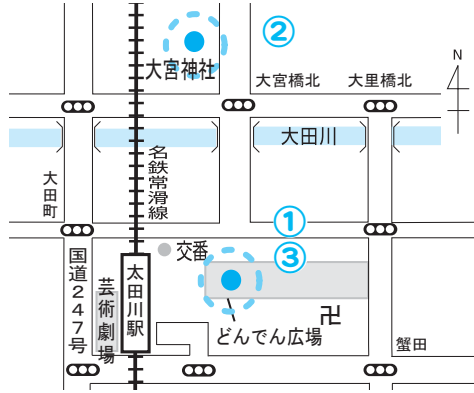 ②
N
大宮神社
大宮橋北
大里橋北
大田川
名鉄常滑線
大田町
①
交番
③
国道247号
太田川駅
芸術劇場
卍
どんでん広場
蟹田